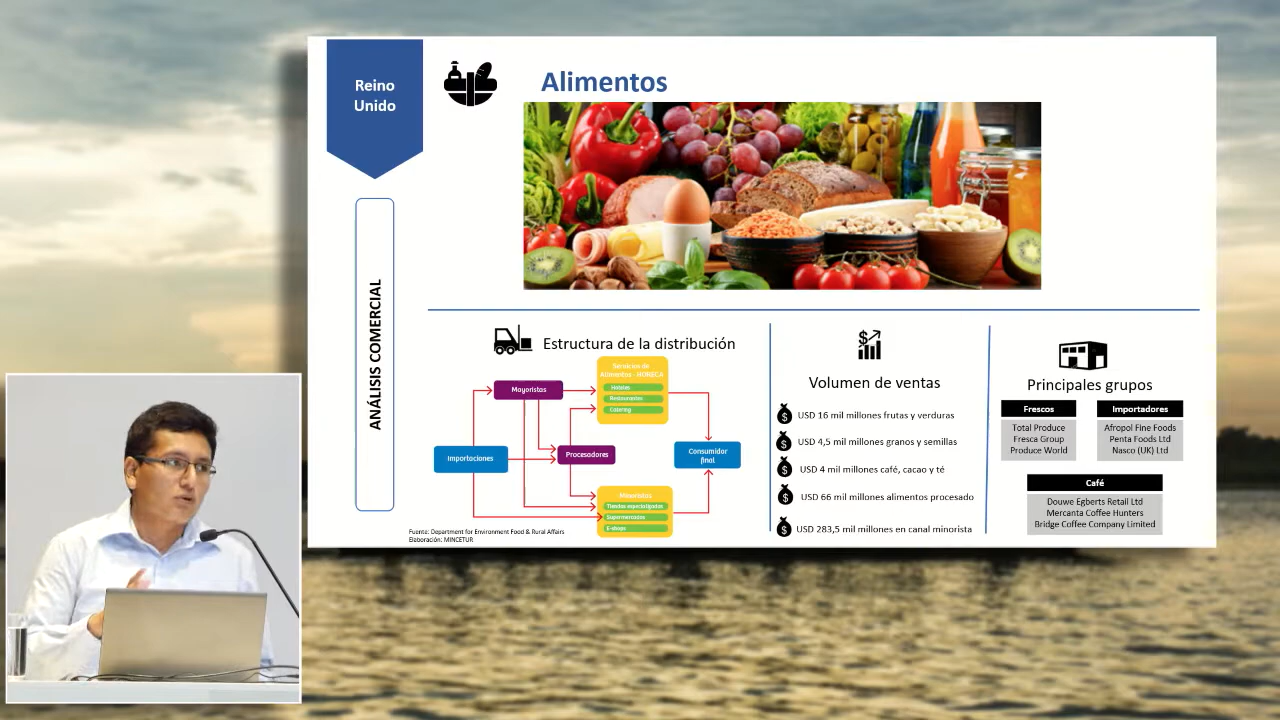 Reino
Unido
Alimentos
ANÁLISIS COMERCIAL
Estructura de la distribución
Servicios de
Alimentos - HORECA
Hoteles
Restaurantes
Catering
Mayoristas
Importaciones
Procesadores
Consumidor
final
Minoristas
Tiendas especializadas
Supermercados
E-shops
Fuente: Department for Environment Food & Rural Affairs
Elaboración: MINCETUR
Volumen de ventas
USD 16 mil millones frutas y verduras
USD 4,5 mil millones granos y semillas
USD 4 mil millones café, cacao y té
USD 66 mil millones alimentos procesado
USD 283,5 mil millones en canal minorista
Principales grupos
Frescos
Total Produce
Fresca Group
Produce World
Importadores
Afropol Fine Foods
Penta Foods Ltd
Nasco (UK) Ltd
Café
Douwe Egberts Retail Ltd
Mercanta Coffee Hunters
Bridge Coffee Company Limited